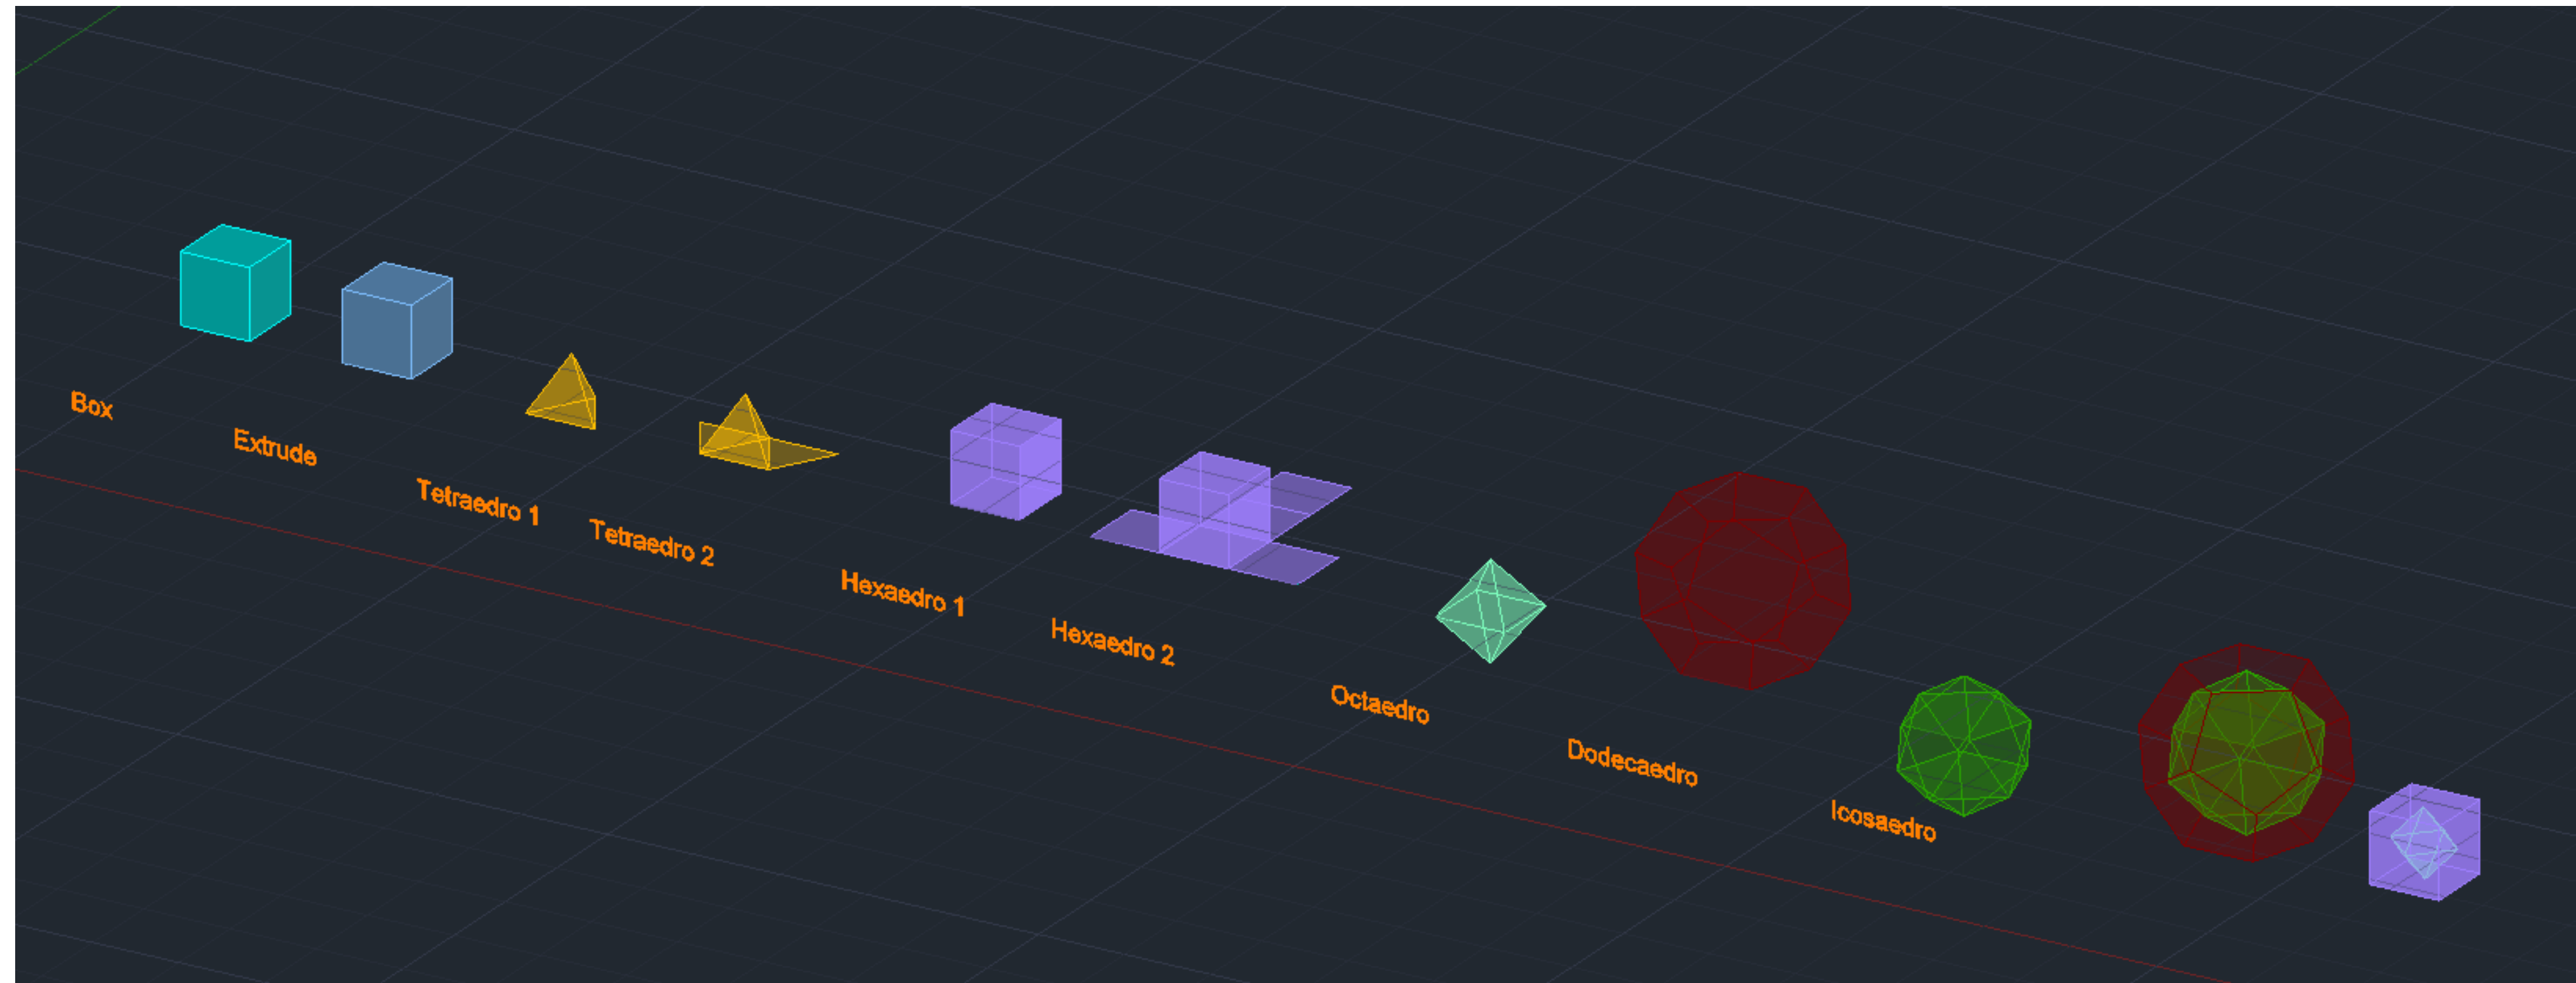 Box
Extrude
Tetraedro 1
Tetraedro 2
Hexaedro 1
Hexaedro 2
Octaedro
Dodecaedro
Icosaedro